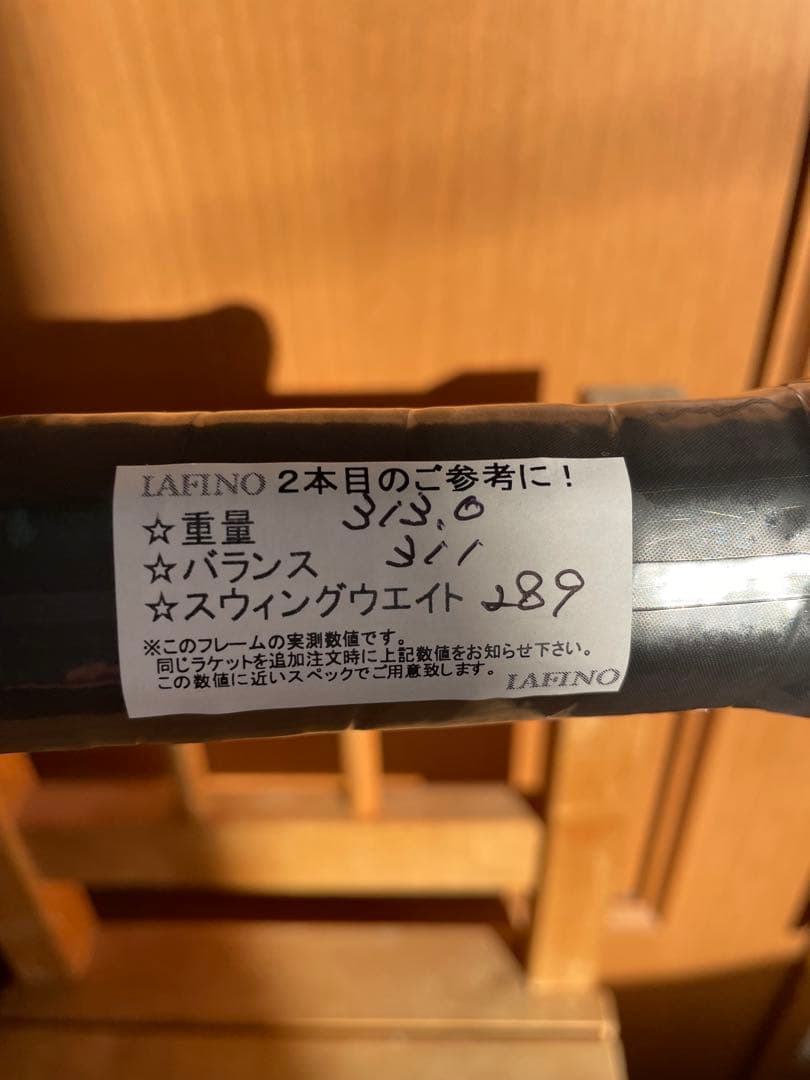 LAFINO 2本目のご参考に!
☆重量 313.0
☆バランス 311
☆スウィングウエイト 289
※このフレームの実測数値です。
同じラケットを追加注文時に上記数値をお知らせ下さい。
この数値に近いスペックでご用意致します。 LAFINO